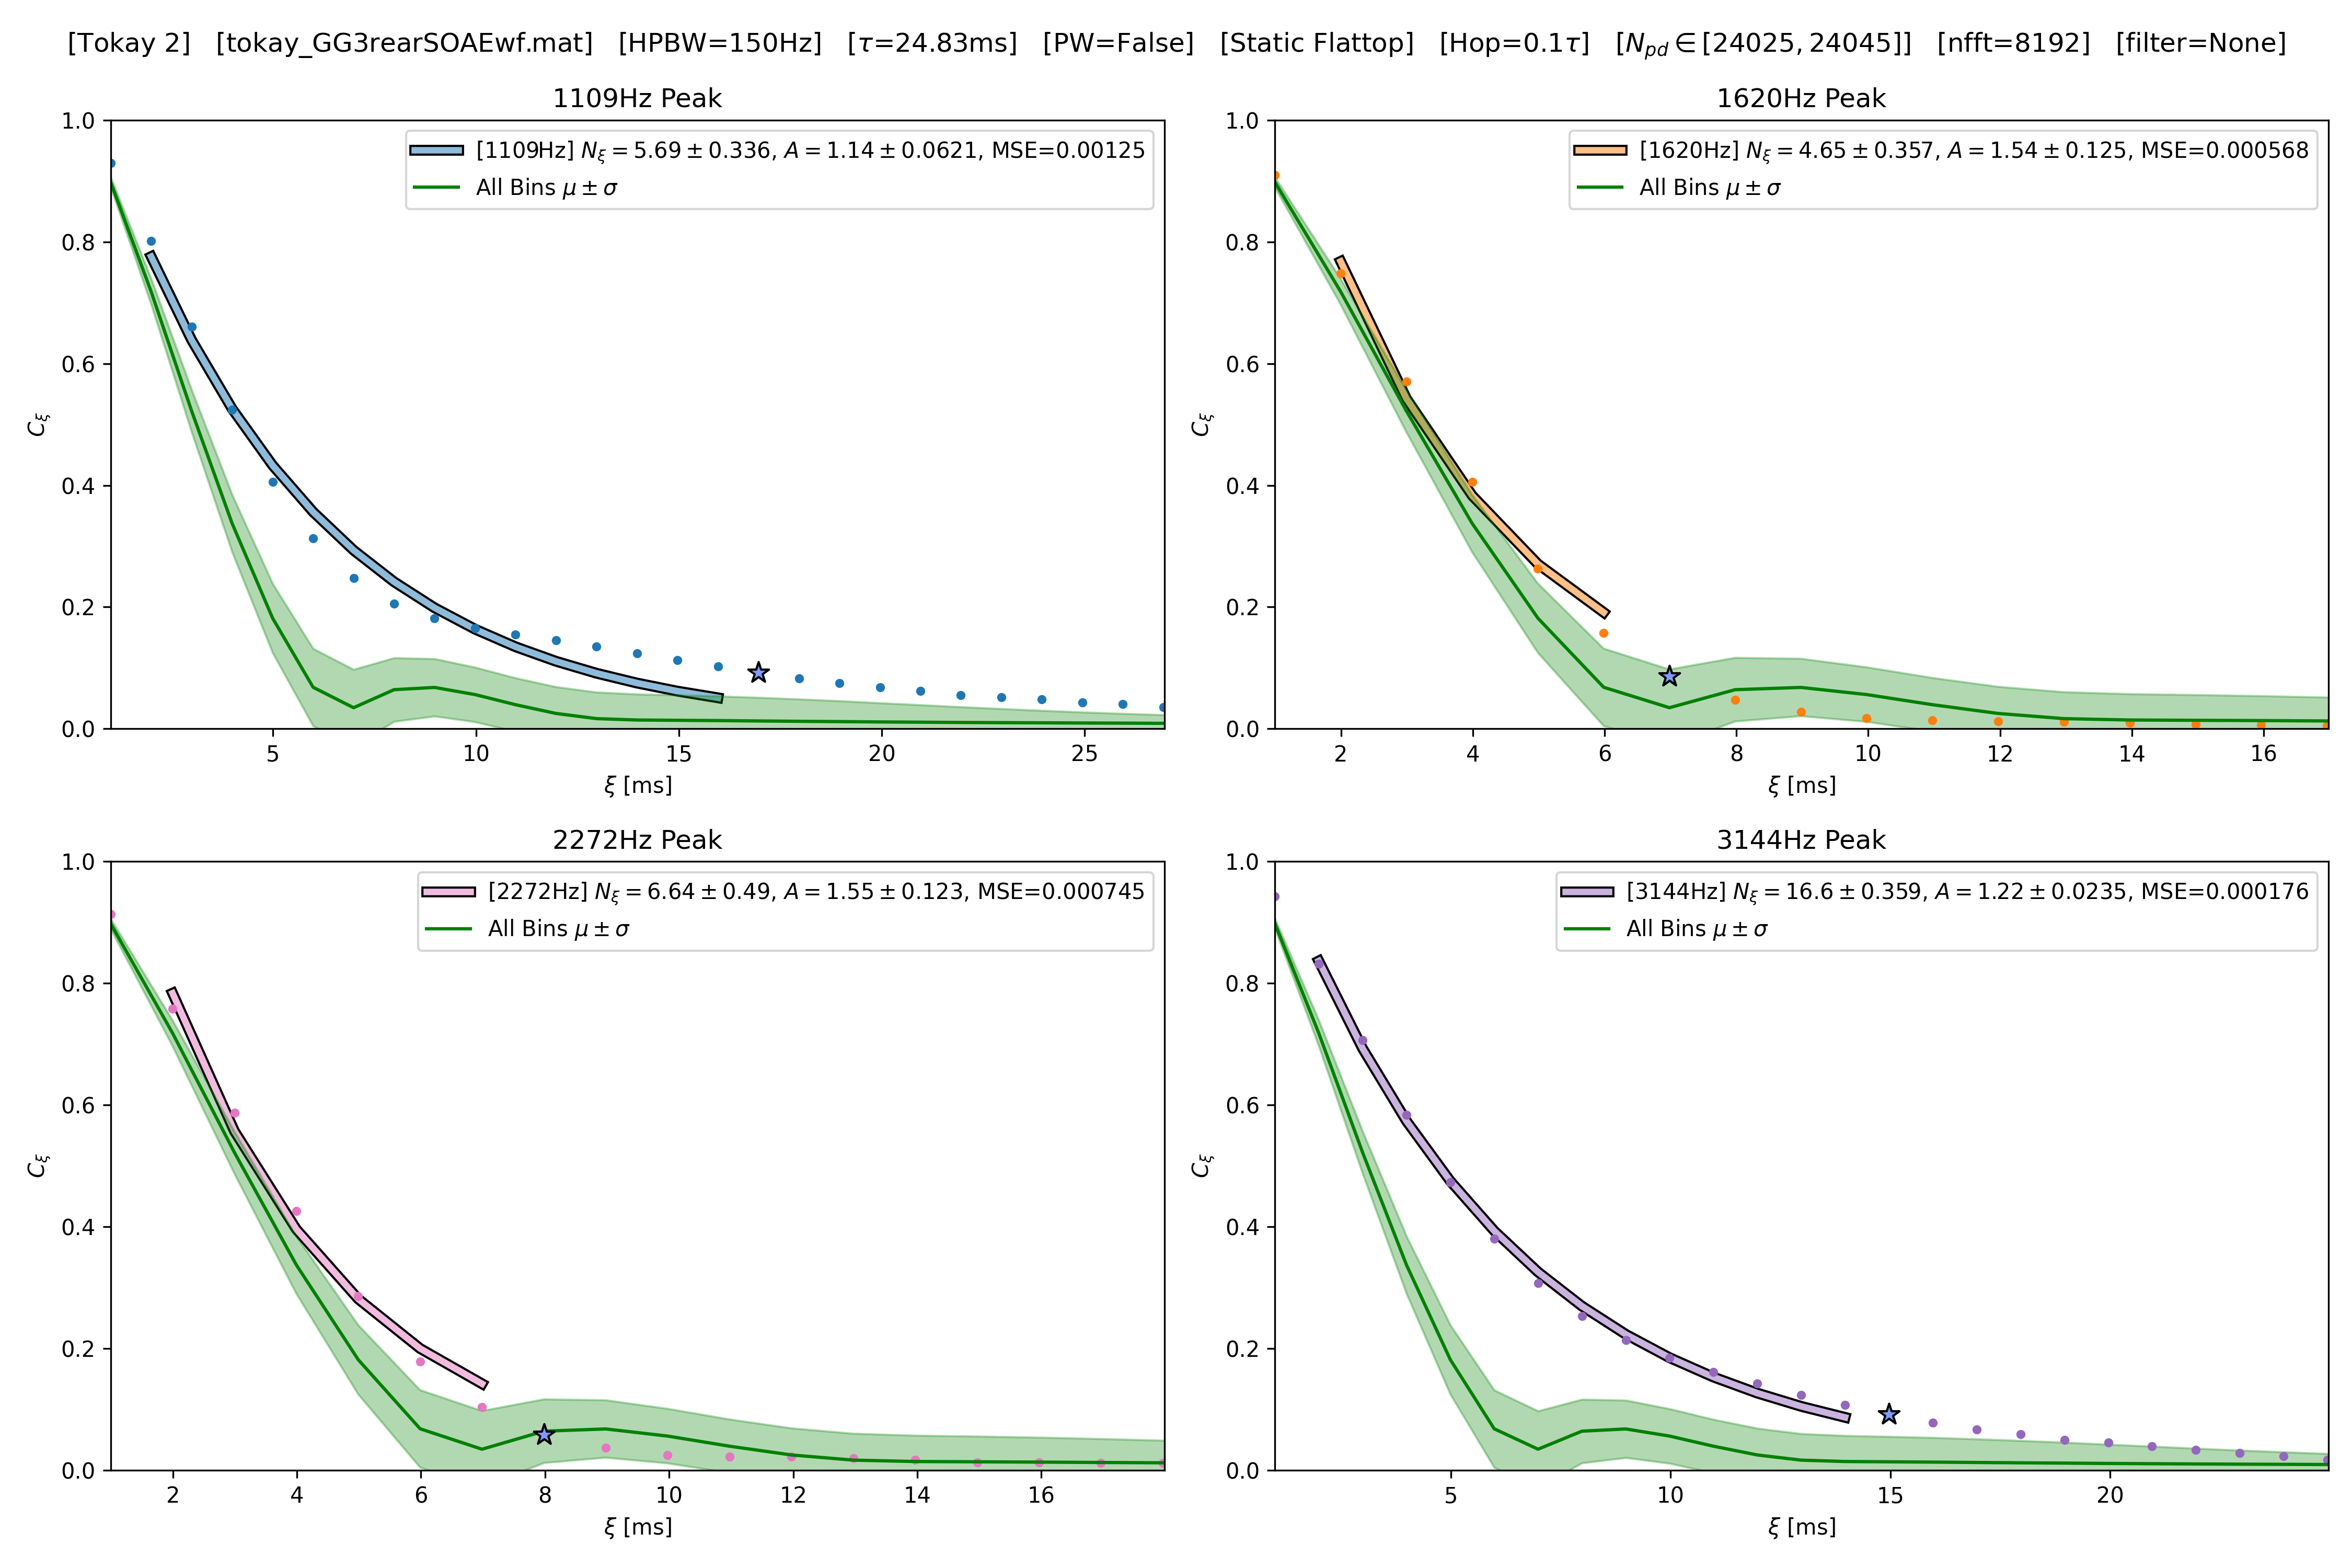 [Tokay 2] [tokay_GG3rearSOAEwf.mat] [HPBW=150Hz] [τ=24.83ms] [PW=False] [Static Flattop] [Hop=0.1τ] [N_pd ∈ [24025, 24045]] [nfft=8192] [filter=None]
1109Hz Peak
[1109Hz] N_ξ = 5.69 ± 0.336, A = 1.14 ± 0.0621, MSE=0.00125
All Bins μ ± σ
1.0
0.8
0.6
0.4
0.2
0.0
C_ξ
5 10 15 20 25
ξ [ms]
1620Hz Peak
[1620Hz] N_ξ = 4.65 ± 0.357, A = 1.54 ± 0.125, MSE=0.000568
All Bins μ ± σ
1.0
0.8
0.6
0.4
0.2
0.0
C_ξ
2 4 6 8 10 12 14 16
ξ [ms]
2272Hz Peak
[2272Hz] N_ξ = 6.64 ± 0.49, A = 1.55 ± 0.123, MSE=0.000745
All Bins μ ± σ
1.0
0.8
0.6
0.4
0.2
0.0
C_ξ
2 4 6 8 10 12 14 16
ξ [ms]
3144Hz Peak
[3144Hz] N_ξ = 16.6 ± 0.359, A = 1.22 ± 0.0235, MSE=0.000176
All Bins μ ± σ
1.0
0.8
0.6
0.4
0.2
0.0
C_ξ
5 10 15 20
ξ [ms]